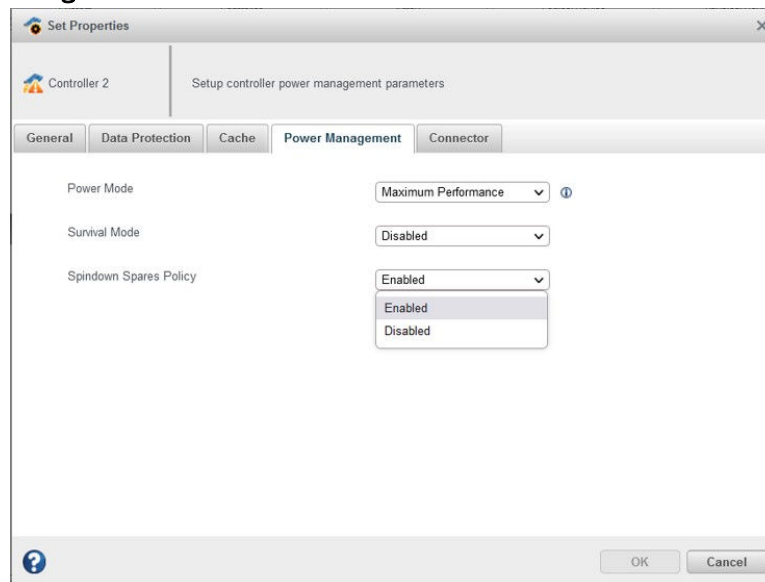 Set Properties
Controller 2
Setup controller power management parameters
General Data Protection Cache Power Management Connector
Power Mode Maximum Performance
Survival Mode Disabled
Spindown Spares Policy Enabled
Enabled
Disabled
OK Cancel